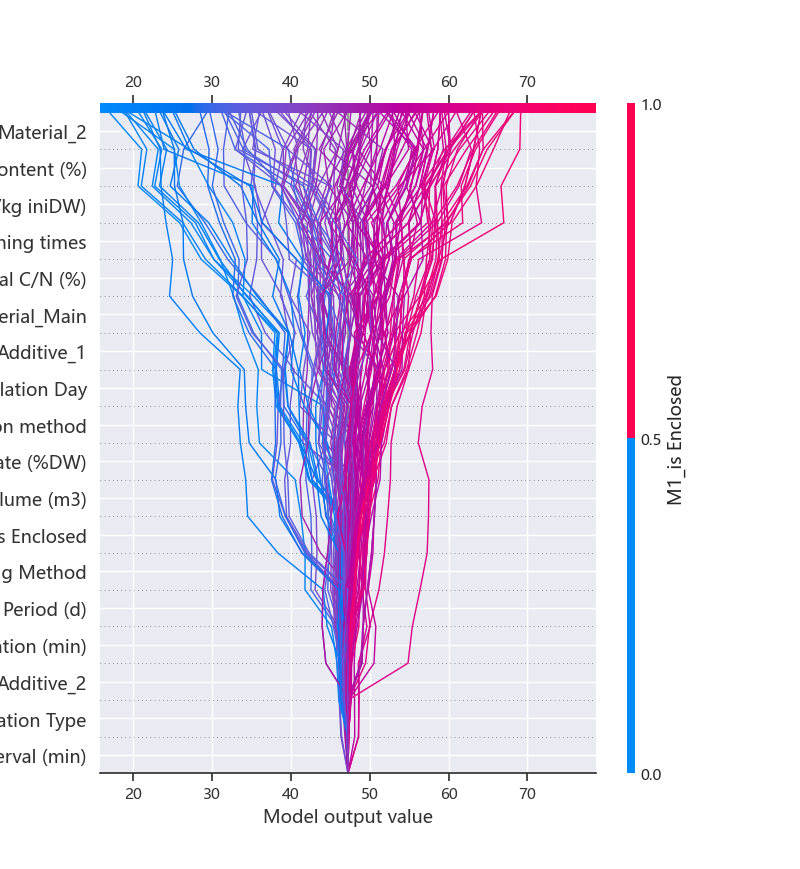 20 30 40 50 60 70
1.0
Material_2
ontent (%)
/kg iniDW)
ning times
al C/N (%)
erial_Main
Additive_1
lation Day
on method
0.5
M1_is Enclosed
ate (%DW)
lume (m3)
s Enclosed
g Method
Period (d)
ation (min)
Additive_2
ation Type
erval (min)
0.0
20 30 40 50 60 70
Model output value